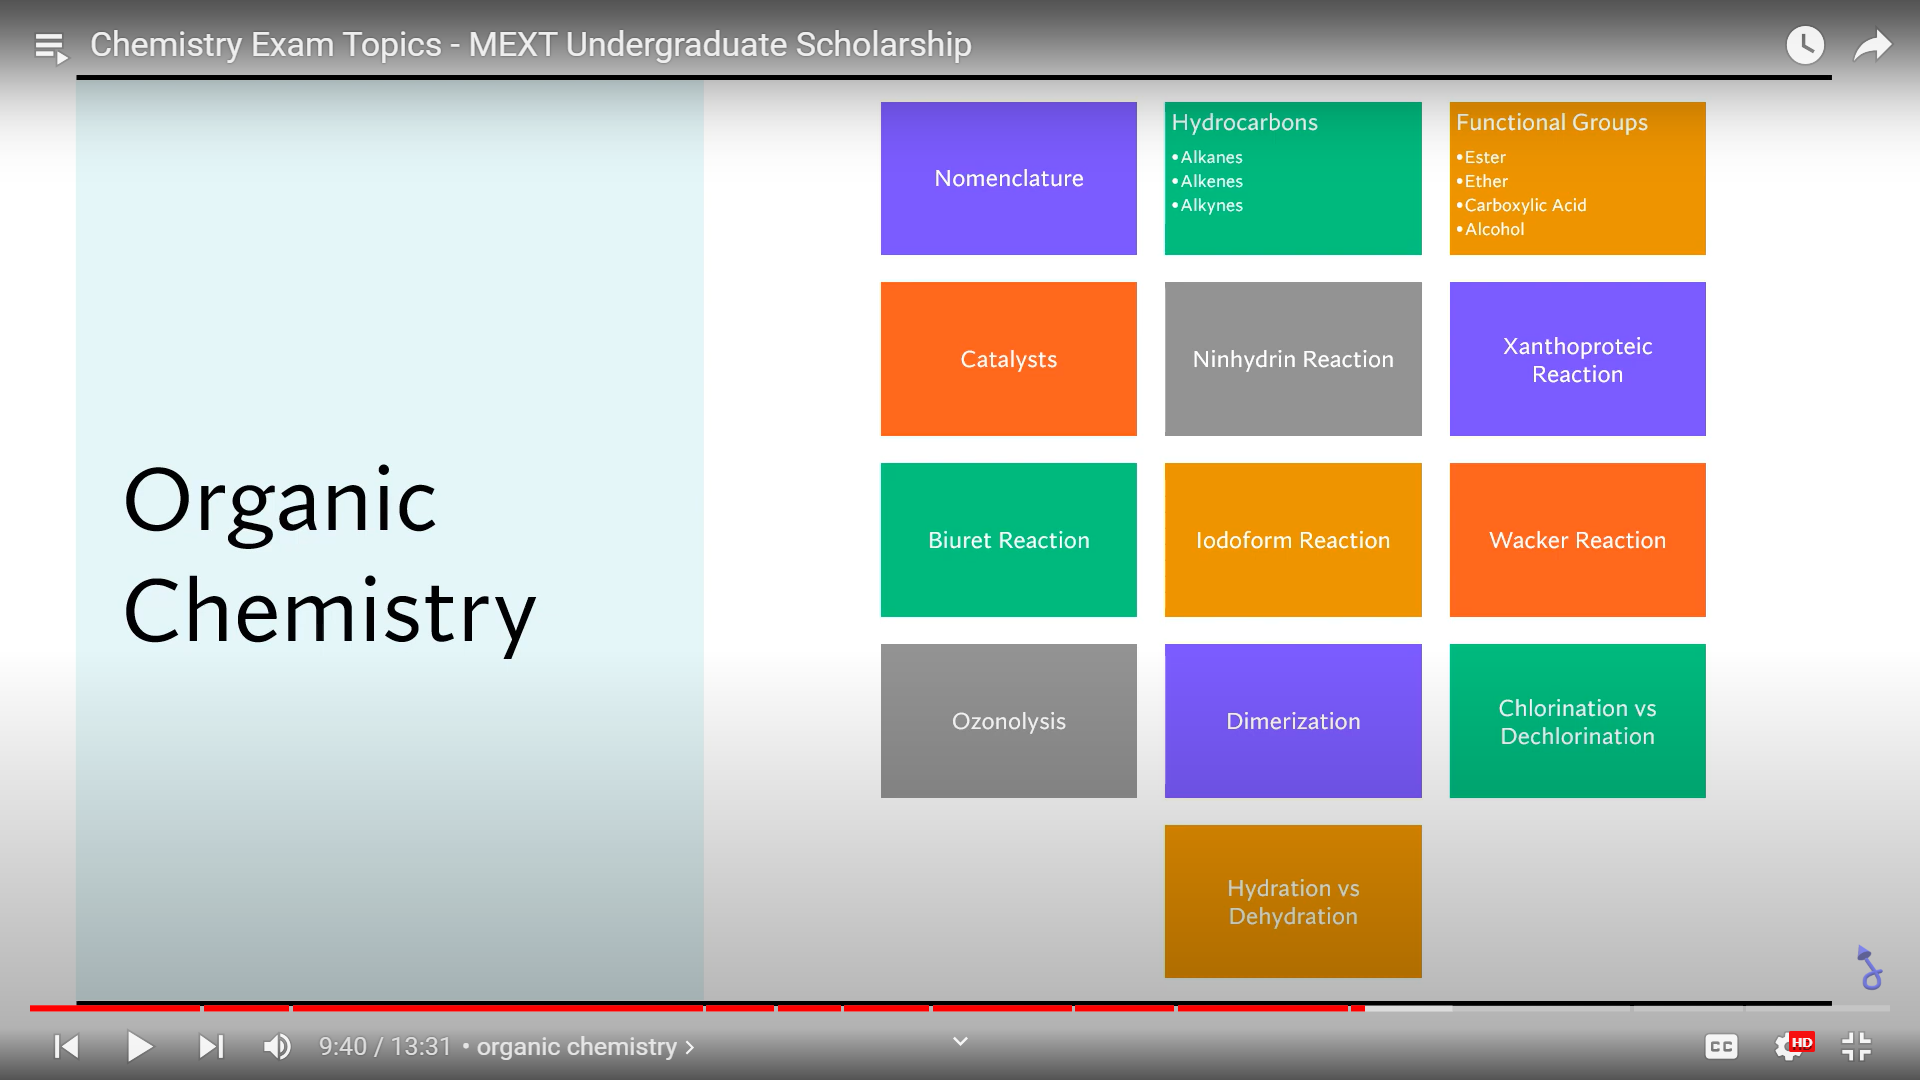 Chemistry Exam Topics - MEXT Undergraduate Scholarship
Organic
Chemistry
Nomenclature
Hydrocarbons
•Alkanes
•Alkenes
•Alkynes
Functional Groups
•Ester
•Ether
•Carboxylic Acid
•Alcohol
Catalysts
Ninhydrin Reaction
Xanthoproteic
Reaction
Biuret Reaction
Iodoform Reaction
Wacker Reaction
Ozonolysis
Dimerization
Chlorination vs
Dechlorination
Hydration vs
Dehydration
9:40 / 13:31 • organic chemistry
CC
HD